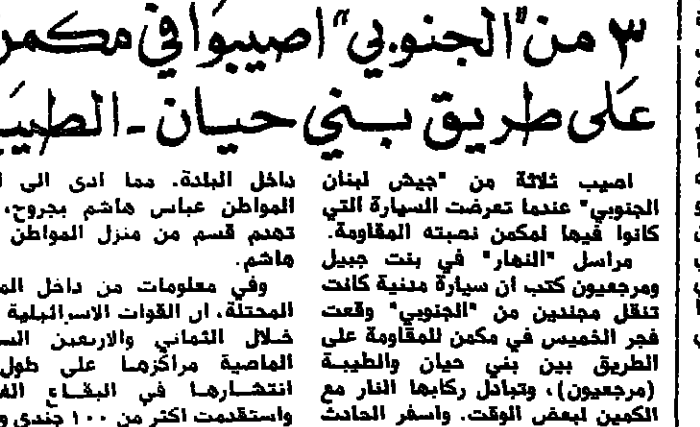 ٣ من "الجنوبي" اصيبوا في مكمن
على طريق بني حيان - الطيبة
اصيب ثلاثة من "جيش لبنان
الجنوبي" عندما تعرضت السيارة التي
كانوا فيها لمكمن نصبته المقاومة.
مراسل "النهار" في بنت جبيل
ومرجعيون كتب ان سيارة مدنية كانت
تنقل مجندين من "الجنوبي" وقعت
فجر الخميس في مكمن للمقاومة على
الطريق بين بني حيان والطيبة
(مرجعيون)، وتبادل ركابها النار مع
الكمين لبعض الوقت. واسفر الحادث
داخل البلدة. مما ادى الى
المواطن عباس هاشم بجروح،
تهدم قسم من منزل المواطن
هاشم.
وفي معلومات من داخل
المحتلة، ان القوات الاسرائيلية
خلال الثماني والاربعين
الماضية مراكزها على طول
انتشارها في البقاع
واستقدمت اكثر من ١٠٠ جندي